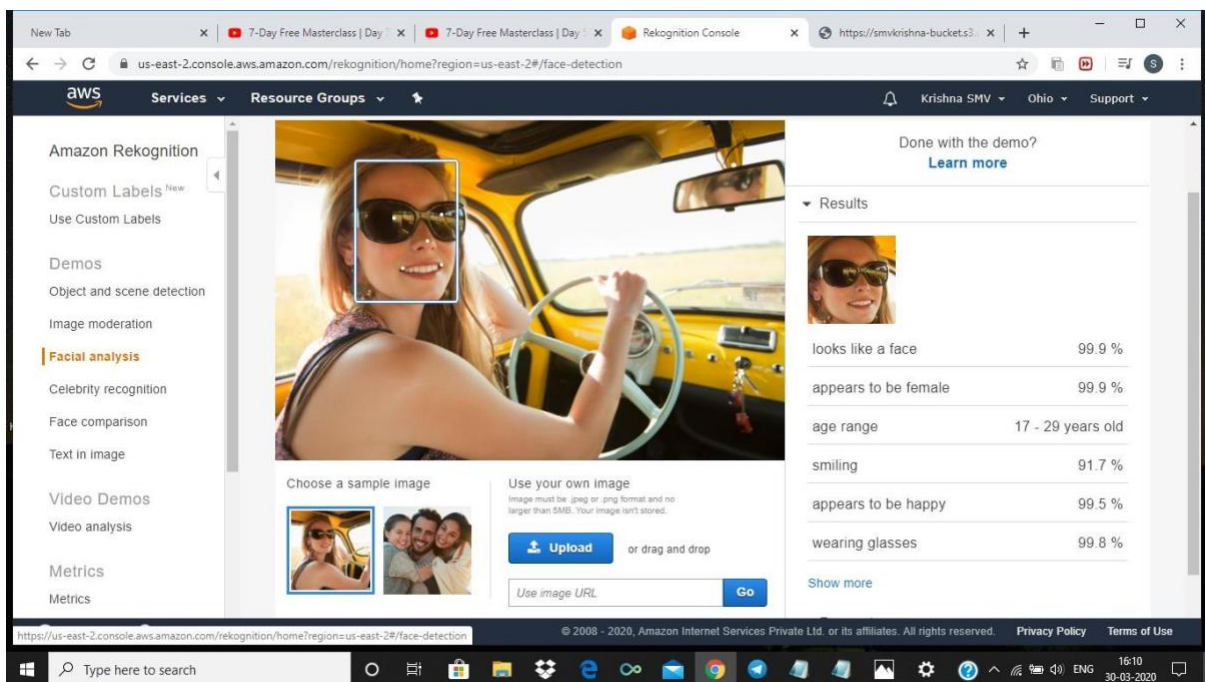 New Tab
7-Day Free Masterclass | Day
7-Day Free Masterclass | Day
Rekognition Console
https://smvkrishna-bucket.s3.
us-east-2.console.aws.amazon.com/rekognition/home?region=us-east-2#/face-detection
S
aws
Services
Resource Groups
Krishna SMV
Ohio
Support
Amazon Rekognition
Custom Labels New
Use Custom Labels
Demos
Object and scene detection
Image moderation
Facial analysis
Celebrity recognition
Face comparison
Text in image
Video Demos
Video analysis
Metrics
Metrics
Choose a sample image
Use your own image
Image must be .jpeg or .png format and no
larger than 5MB. Your image isn't stored.
Upload
or drag and drop
Use image URL
Go
Done with the demo?
Learn more
Results
looks like a face 99.9 %
appears to be female 99.9 %
age range 17 - 29 years old
smiling 91.7 %
appears to be happy 99.5 %
wearing glasses 99.8 %
Show more
https://us-east-2.console.aws.amazon.com/rekognition/home?region=us-east-2#/face-detection
© 2008 - 2020, Amazon Internet Services Private Ltd. or its affiliates. All rights reserved. Privacy Policy Terms of Use
Type here to search
ENG
16:10
30-03-2020